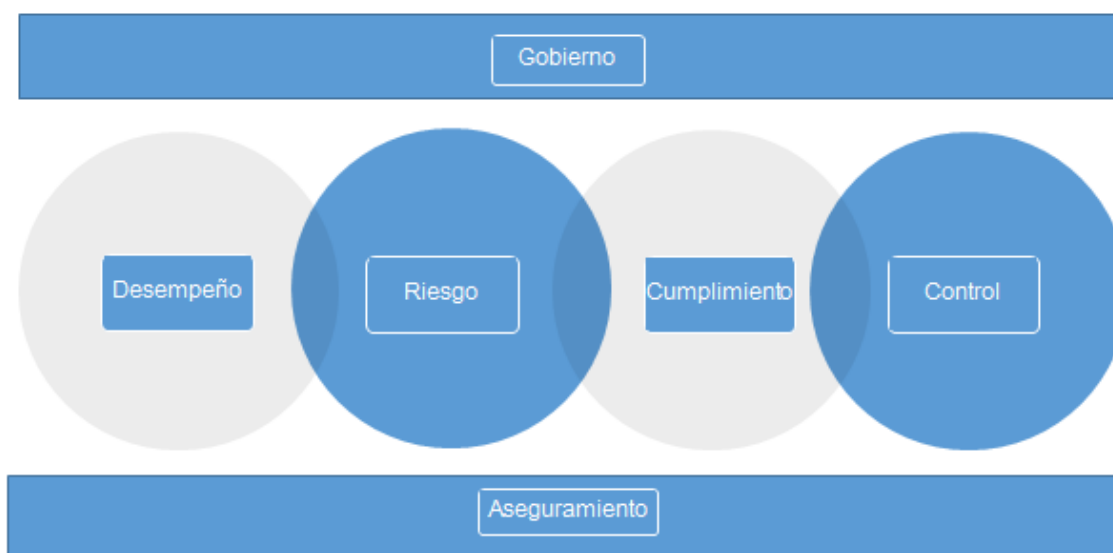 Gobierno
Desempeño
Riesgo
Cumplimiento
Control
Aseguramiento